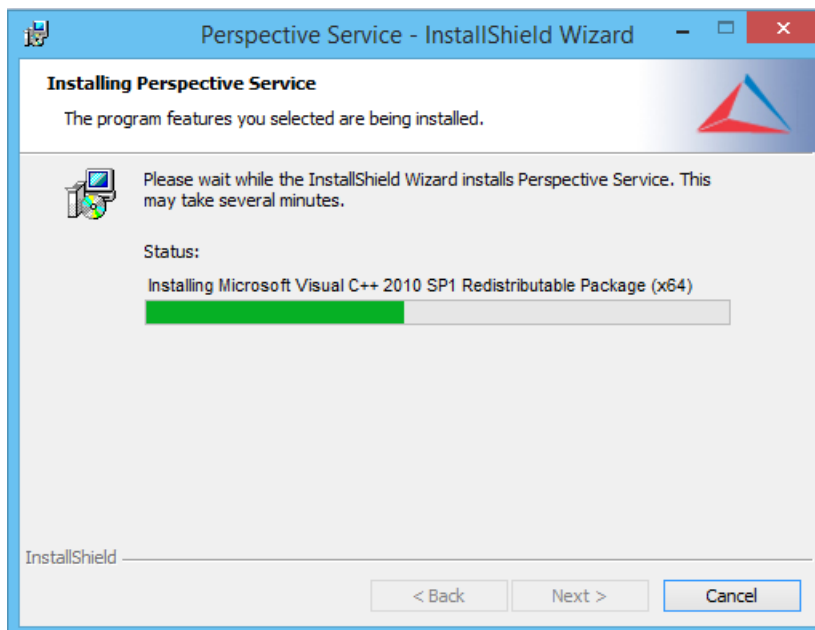 Perspective Service - InstallShield Wizard
Installing Perspective Service
The program features you selected are being installed.
Please wait while the InstallShield Wizard installs Perspective Service. This
may take several minutes.
Status:
Installing Microsoft Visual C++ 2010 SP1 Redistributable Package (x64)
InstallShield
< Back Next > Cancel